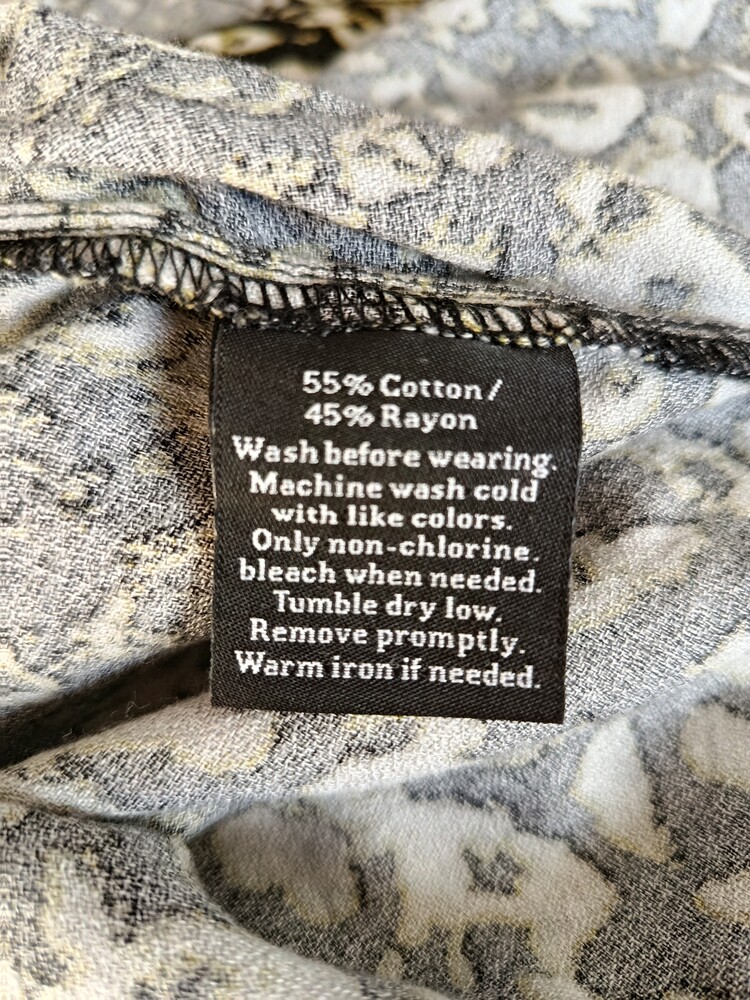 55% Cotton /
45% Rayon
Wash before wearing.
Machine wash cold
with like colors.
Only non-chlorine.
bleach when needed.
Tumble dry low.
Remove promptly.
Warm iron if needed.